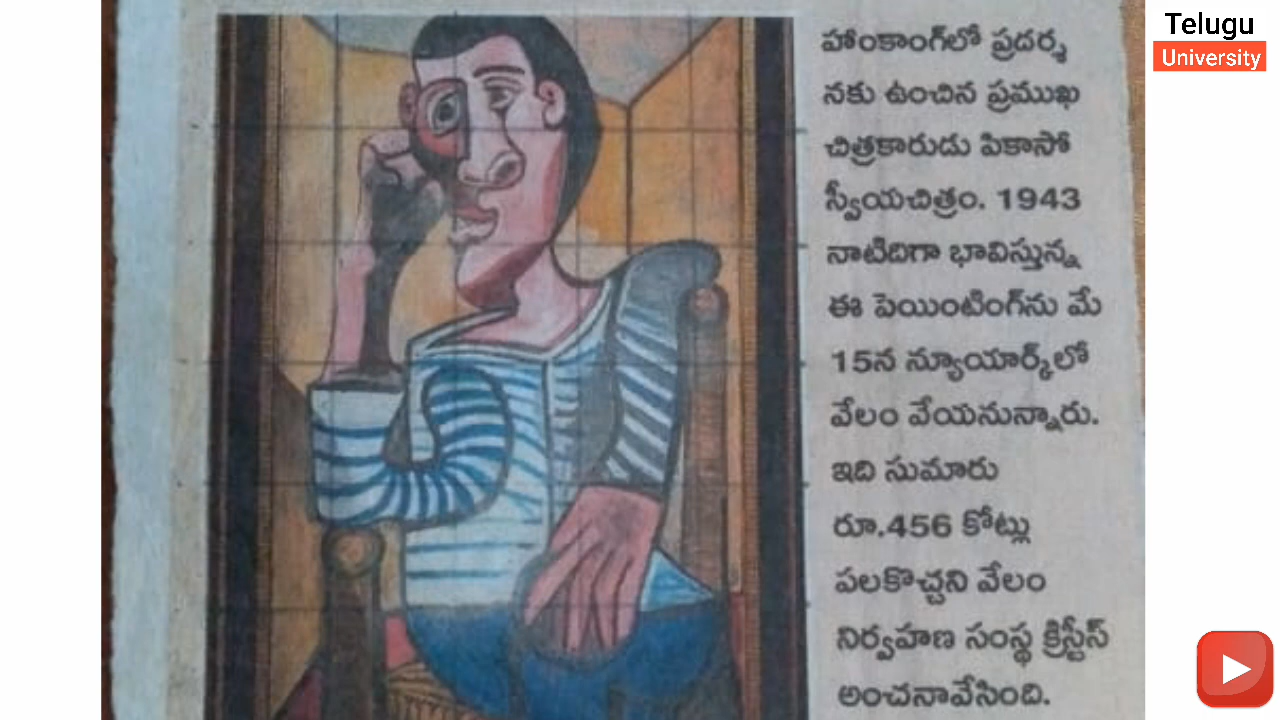 Telugu
University
హాంకాంగ్‌లో ప్రదర్శ
నకు ఉంచిన ప్రముఖ
చిత్రకారుడు పికాసో
స్వీయచిత్రం. 1943
నాటిదిగా భావిస్తున్న
ఈ పెయింటింగ్‌ను మే
15న న్యూయార్క్‌లో
వేలం వేయనున్నారు.
ఇది సుమారు
రూ.456 కోట్లు
పలకొచ్చని వేలం
నిర్వహణ సంస్థ క్రిస్టీస్
అంచనావేసింది.